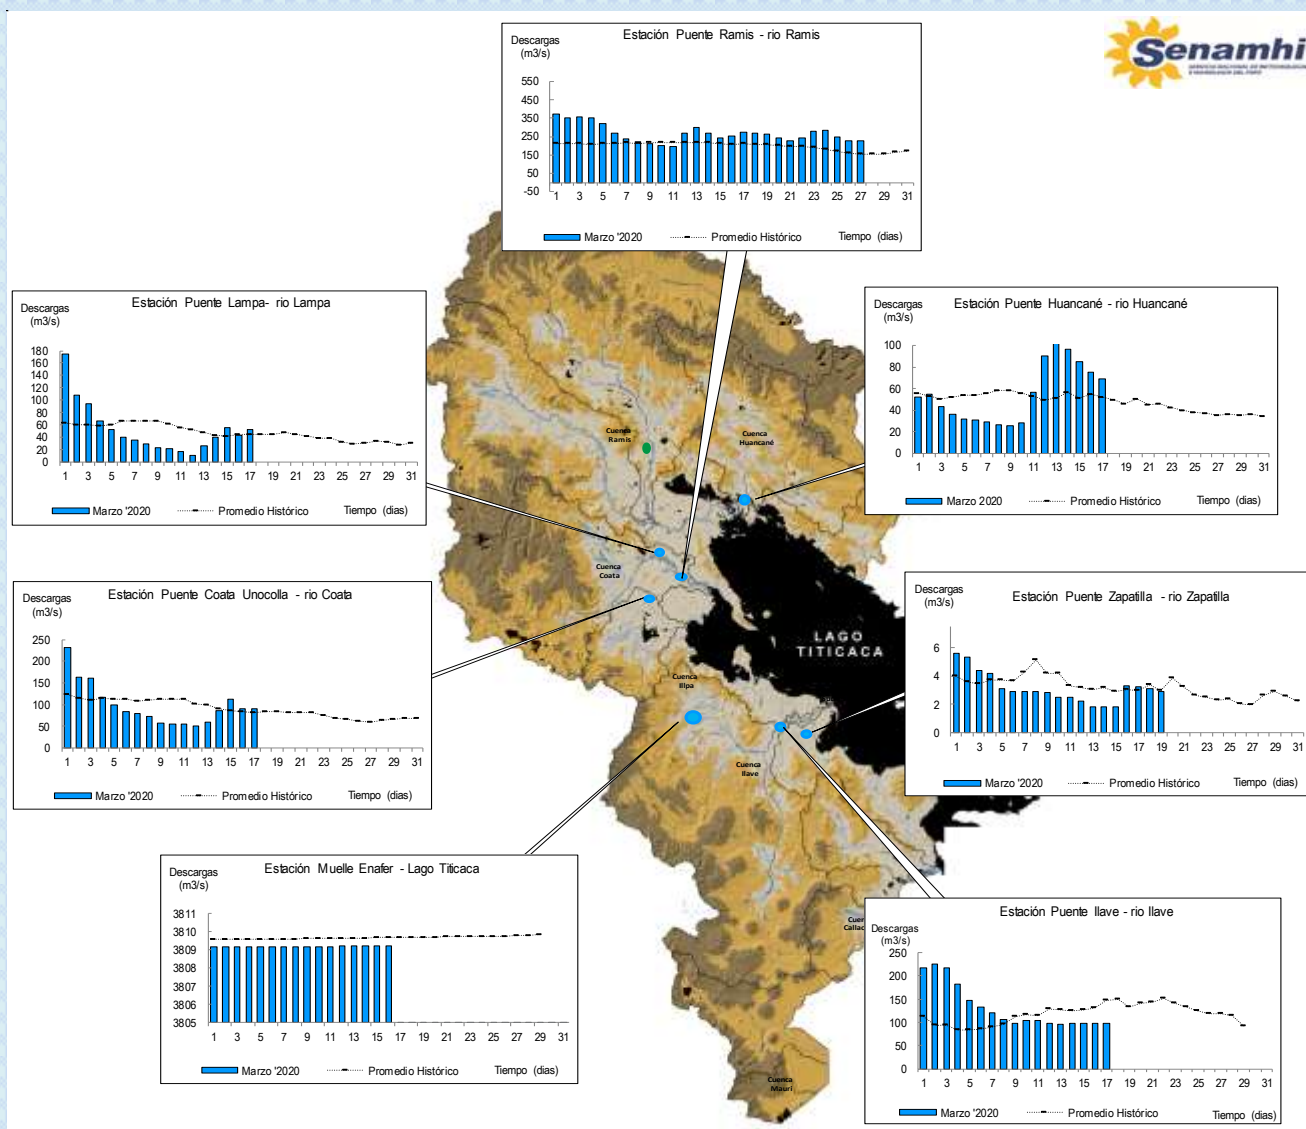 Senamhi
SERVICIO NACIONAL DE METEOROLOGIA
E HIDROLOGIA DEL PERU
Estación Puente Ramis - rio Ramis
Descargas
(m3/s)
550
450
350
250
150
50
-50
1 3 5 7 9 11 13 15 17 19 21 23 25 27 29 31
Marzo '2020 Promedio Histórico Tiempo (dias)
Estación Puente Lampa- rio Lampa
Descargas
(m3/s)
180
160
140
120
100
80
60
40
20
0
1 3 5 7 9 11 13 15 17 19 21 23 25 27 29 31
Marzo '2020 Promedio Histórico Tiempo (dias)
Estación Puente Huancané - rio Huancané
Descargas
(m3/s)
100
80
60
40
20
0
1 3 5 7 9 11 13 15 17 19 21 23 25 27 29 31
Marzo 2020 Promedio Histórico Tiempo (dias)
Cuenca
Ramis
Cuenca
Huancané
Cuenca
Coata
LAGO
TITICACA
Cuenca
Illpa
Cuenca
Ilave
Cuenca
Mauri
Estación Puente Coata Unocolla - rio Coata
Descargas
(m3/s)
250
200
150
100
50
0
1 3 5 7 9 11 13 15 17 19 21 23 25 27 29 31
Marzo '2020 Promedio Histórico Tiempo (dias)
Estación Puente Zapatilla - rio Zapatilla
Descargas
(m3/s)
6
4
2
0
1 3 5 7 9 11 13 15 17 19 21 23 25 27 29 31
Marzo '2020 Promedio Histórico Tiempo (dias)
Estación Muelle Enafer - Lago Titicaca
Descargas
(m3/s)
3811
3810
3809
3808
3806
3805
1 3 5 7 9 11 13 15 17 19 21 23 25 27 29 31
Marzo '2020 Promedio Histórico Tiempo (dias)
Estación Puente Ilave - rio Ilave
Descargas
(m3/s)
250
200
150
100
50
0
1 3 5 7 9 11 13 15 17 19 21 23 25 27 29 31
Marzo '2020 Promedio Histórico Tiempo (dias)